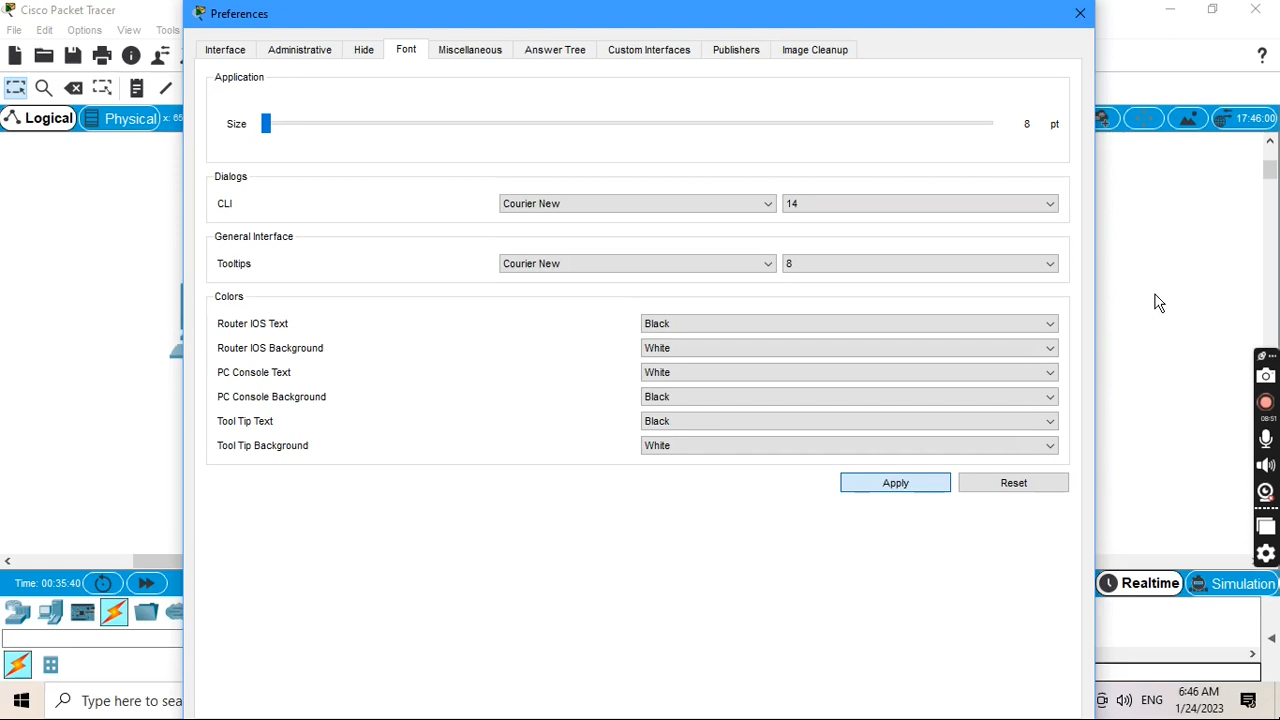 Cisco Packet Tracer
Preferences
File Edit Options View Tools
Interface Administrative Hide Font Miscellaneous Answer Tree Custom Interfaces Publishers Image Cleanup
Application
Size 8 pt
Logical Physical x: 65 17:46:00
Dialogs
CLI Courier New 14
General Interface
Tooltips Courier New 8
Colors
Router IOS Text Black
Router IOS Background White
PC Console Text White
PC Console Background Black
Tool Tip Text Black
Tool Tip Background White
08:51
Apply Reset
Time: 00:35:40 Realtime Simulation
Type here to sea
ENG
6:46 AM
1/24/2023